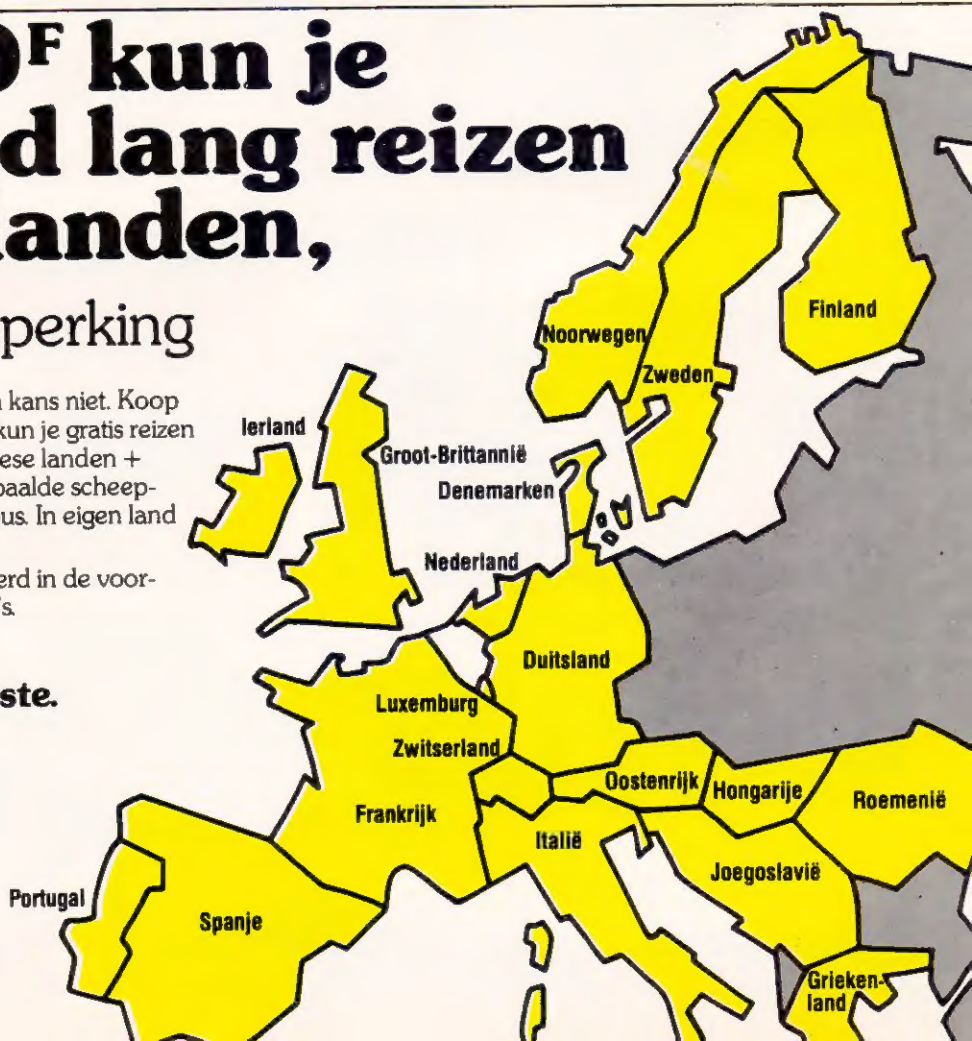 F kun je
d lang reizen
landen,
perking
kans niet. Koop
kun je gratis reizen
ese landen +
paalde scheep-
us. In eigen land
erd in de voor-
's.
ste.
Noorwegen
Finland
Zweden
Ierland
Groot-Brittannië
Denemarken
Nederland
Duitsland
Luxemburg
Zwitserland
Oostenrijk
Hongarije
Roemenië
Frankrijk
Italië
Joegoslavië
Portugal
Spanje
Grieken-
land